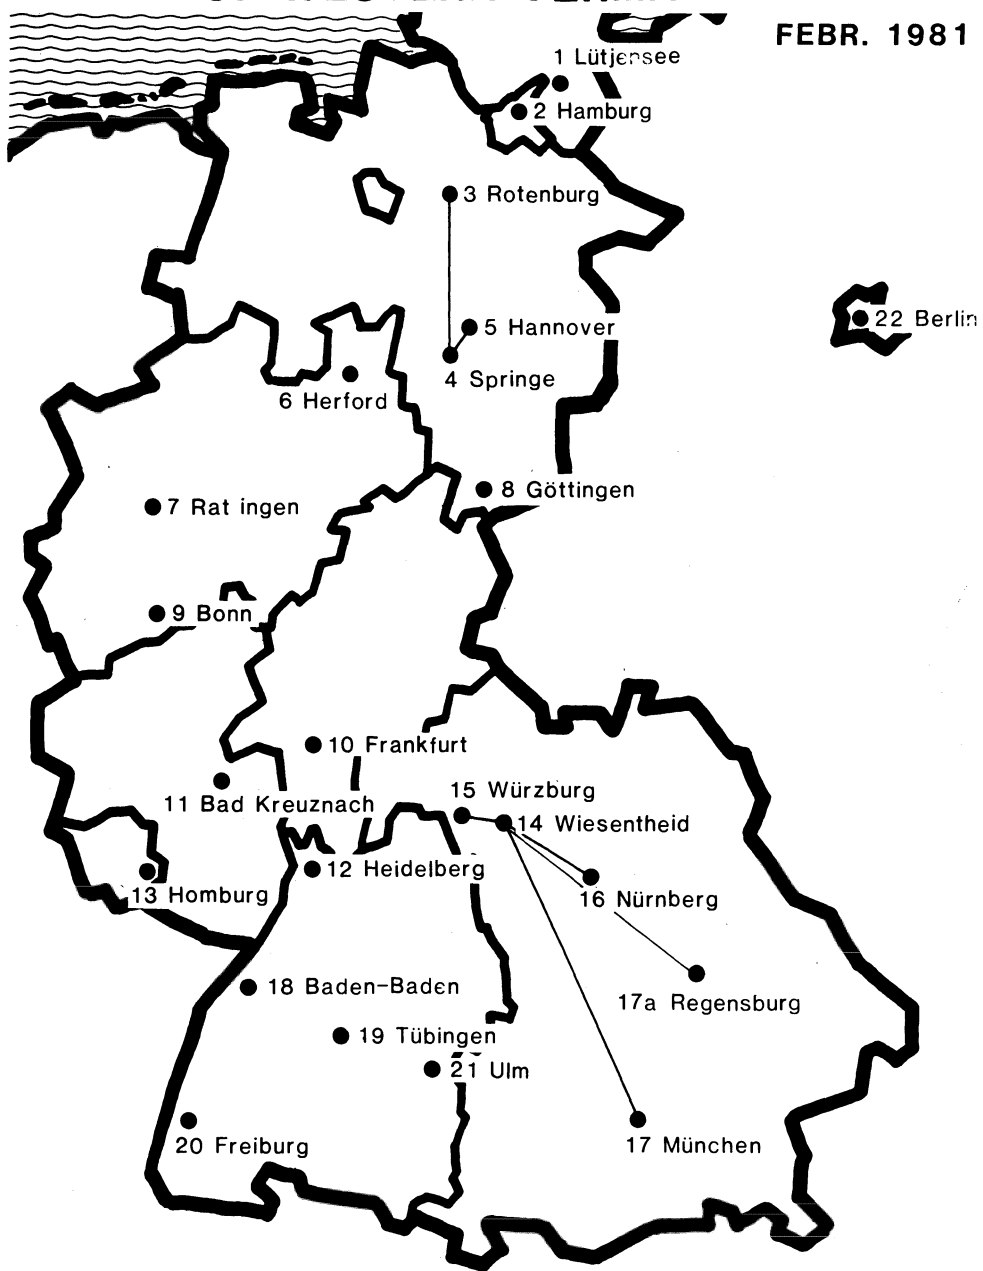 FEBR. 1981
1 Lütjensee
2 Hamburg
3 Rotenburg
5 Hannover
22 Berlin
4 Springe
6 Herford
8 Göttingen
7 Rat ingen
9 Bonn
10 Frankfurt
15 Würzburg
11 Bad Kreuznach
14 Wiesentheid
12 Heidelberg
13 Homburg
16 Nürnberg
18 Baden-Baden
17a Regensburg
19 Tübingen
21 Ulm
20 Freiburg
17 München